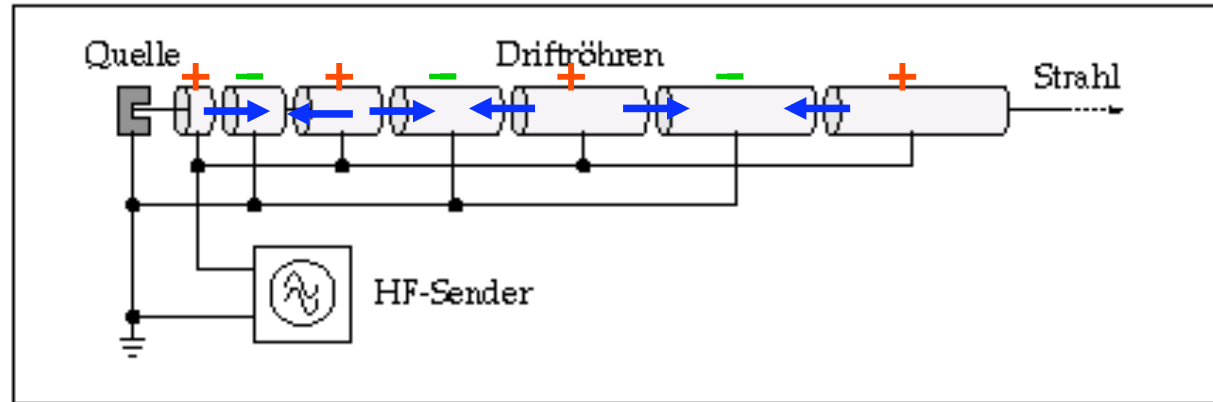 Quelle
Driftröhren
Strahl
+ − + − + − +
HF-Sender